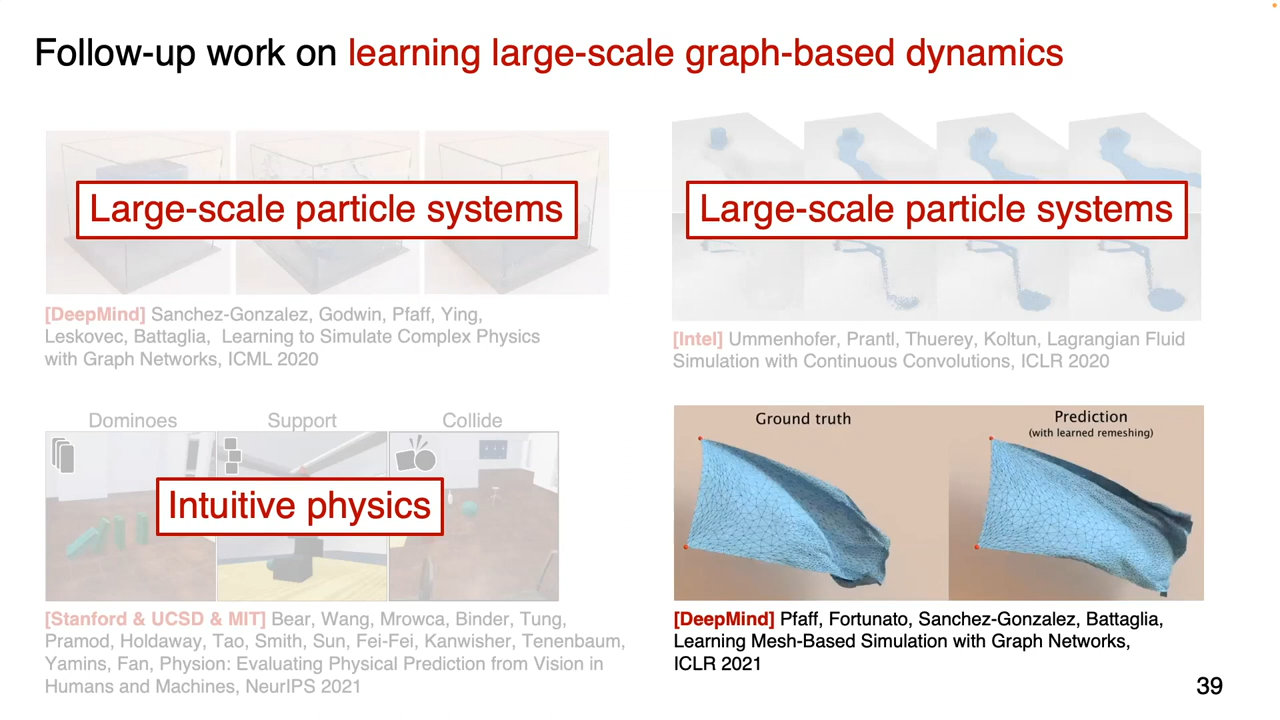 Follow-up work on learning large-scale graph-based dynamics
Large-scale particle systems
[DeepMind] Sanchez-Gonzalez, Godwin, Pfaff, Ying,
Leskovec, Battaglia, Learning to Simulate Complex Physics
with Graph Networks, ICML 2020
Large-scale particle systems
[Intel] Ummenhofer, Prantl, Thuerey, Koltun, Lagrangian Fluid
Simulation with Continuous Convolutions, ICLR 2020
Dominoes
Support
Collide
Intuitive physics
[Stanford & UCSD & MIT] Bear, Wang, Mrowca, Binder, Tung,
Pramod, Holdaway, Tao, Smith, Sun, Fei-Fei, Kanwisher, Tenenbaum,
Yamins, Fan, Physion: Evaluating Physical Prediction from Vision in
Humans and Machines, NeurIPS 2021
Ground truth
Prediction
(with learned remeshing)
[DeepMind] Pfaff, Fortunato, Sanchez-Gonzalez, Battaglia,
Learning Mesh-Based Simulation with Graph Networks,
ICLR 2021
39